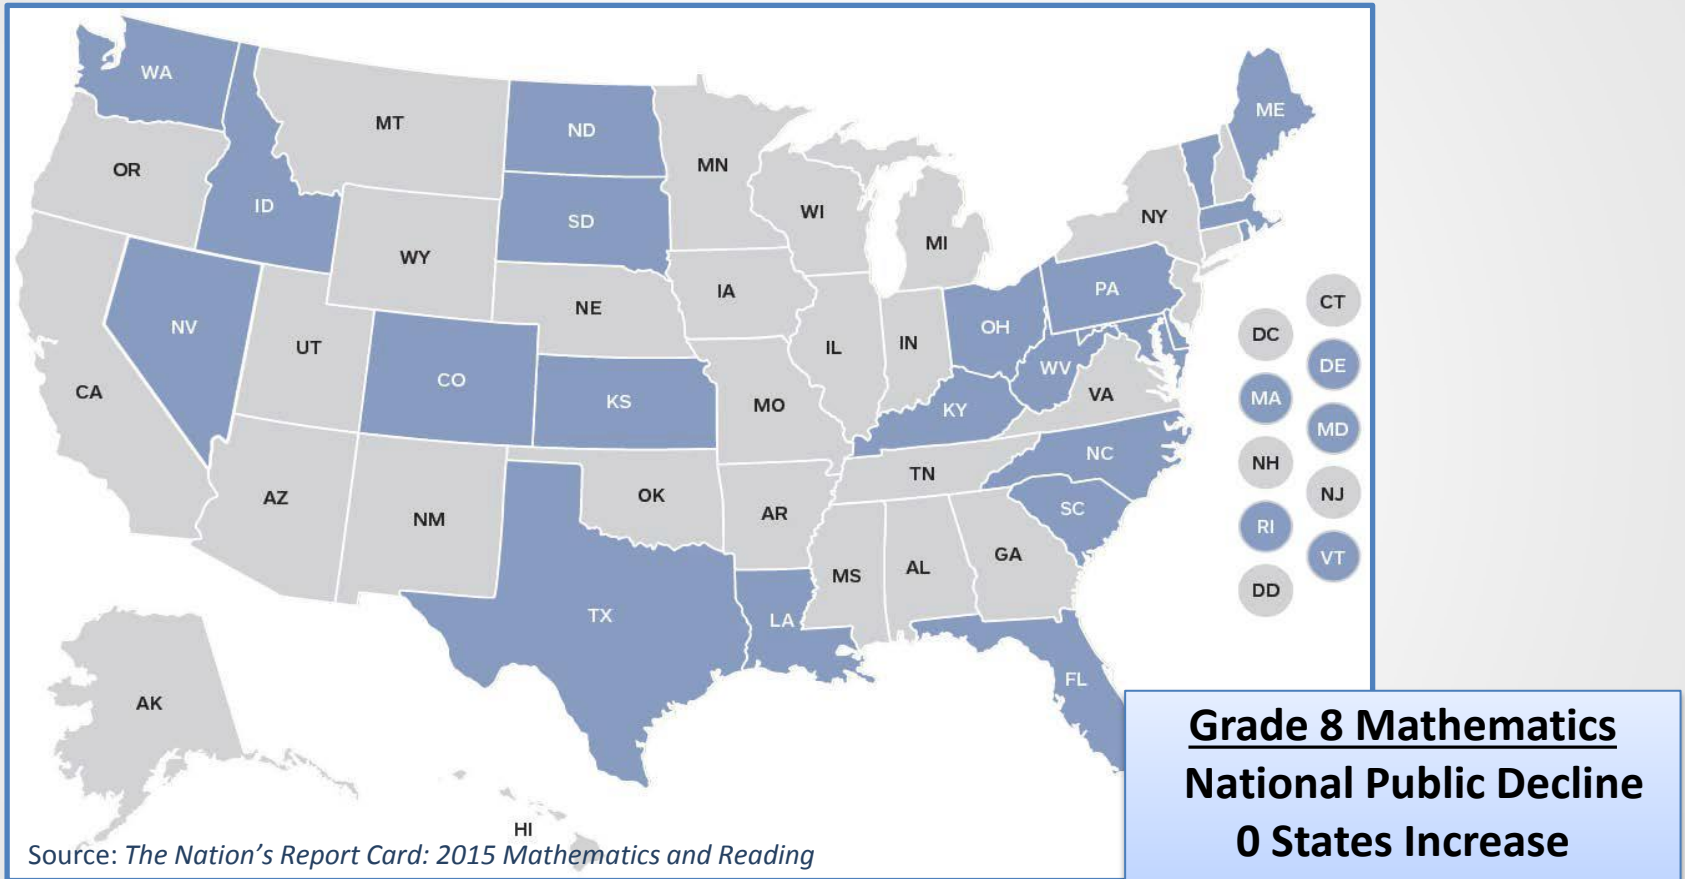 WA
MT
ND
ME
OR
ID
MN
SD
WI
NY
MI
WY
IA
PA
NE
NV
OH
CT
UT
IL
IN
DC
CO
WV
DE
CA
KS
MO
KY
VA
MA
MD
NC
NH
TN
AZ
OK
NJ
NM
AR
SC
RI
GA
VT
MS
AL
DD
TX
LA
FL
AK
HI
Source: The Nation's Report Card: 2015 Mathematics and Reading
Grade 8 Mathematics
National Public Decline
0 States Increase